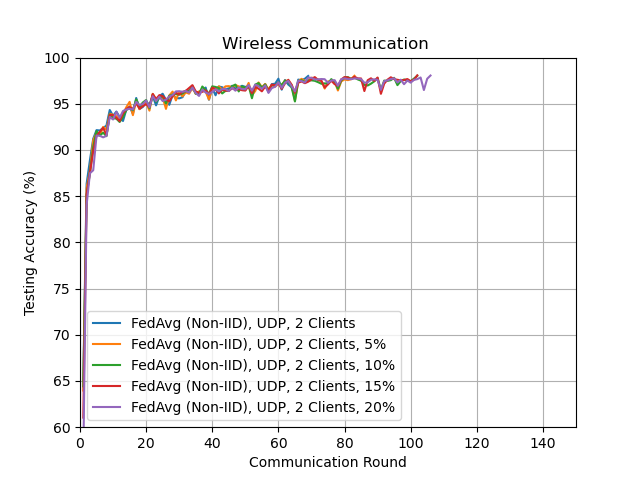 Wireless Communication
100
95
90
85
80
75
70
65
60
Testing Accuracy (%)
FedAvg (Non-IID), UDP, 2 Clients
FedAvg (Non-IID), UDP, 2 Clients, 5%
FedAvg (Non-IID), UDP, 2 Clients, 10%
FedAvg (Non-IID), UDP, 2 Clients, 15%
FedAvg (Non-IID), UDP, 2 Clients, 20%
0 20 40 60 80 100 120 140
Communication Round